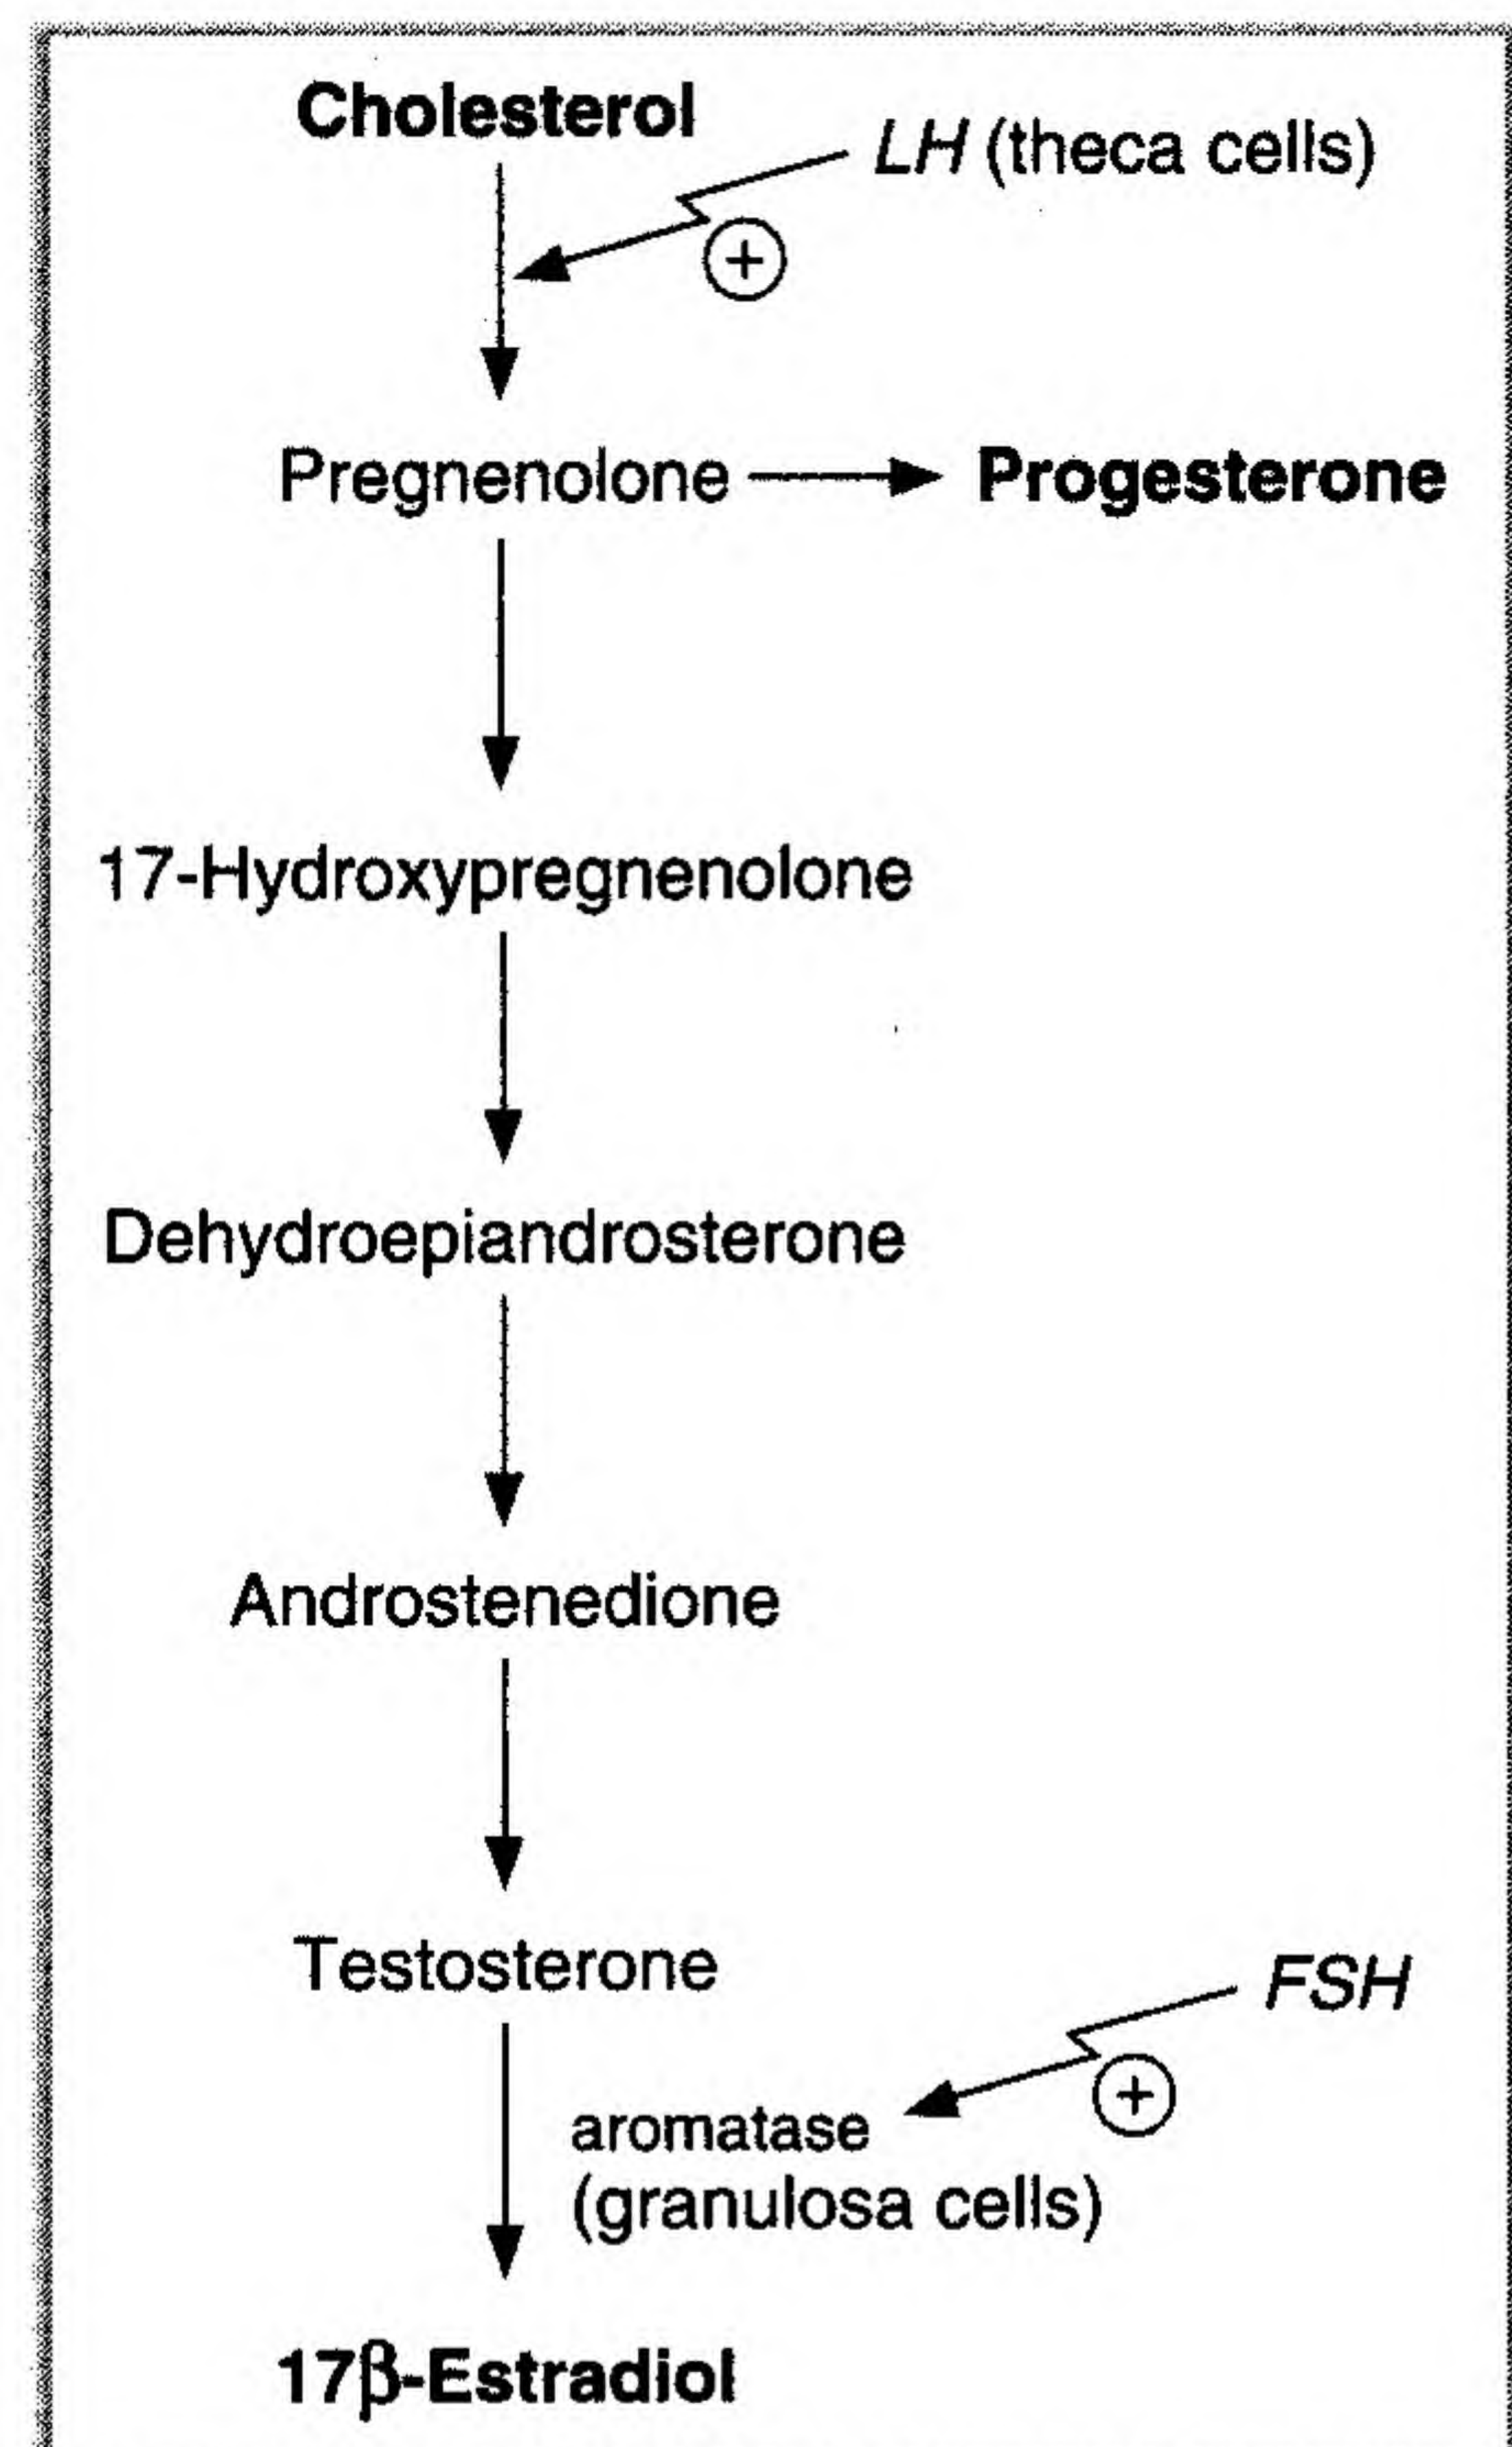 Cholesterol
LH (theca cells)
+
Pregnenolone
Progesterone
17-Hydroxypregnenolone
Dehydroepiandrosterone
Androstenedione
Testosterone
FSH
+
aromatase
(granulosa cells)
17β-Estradiol